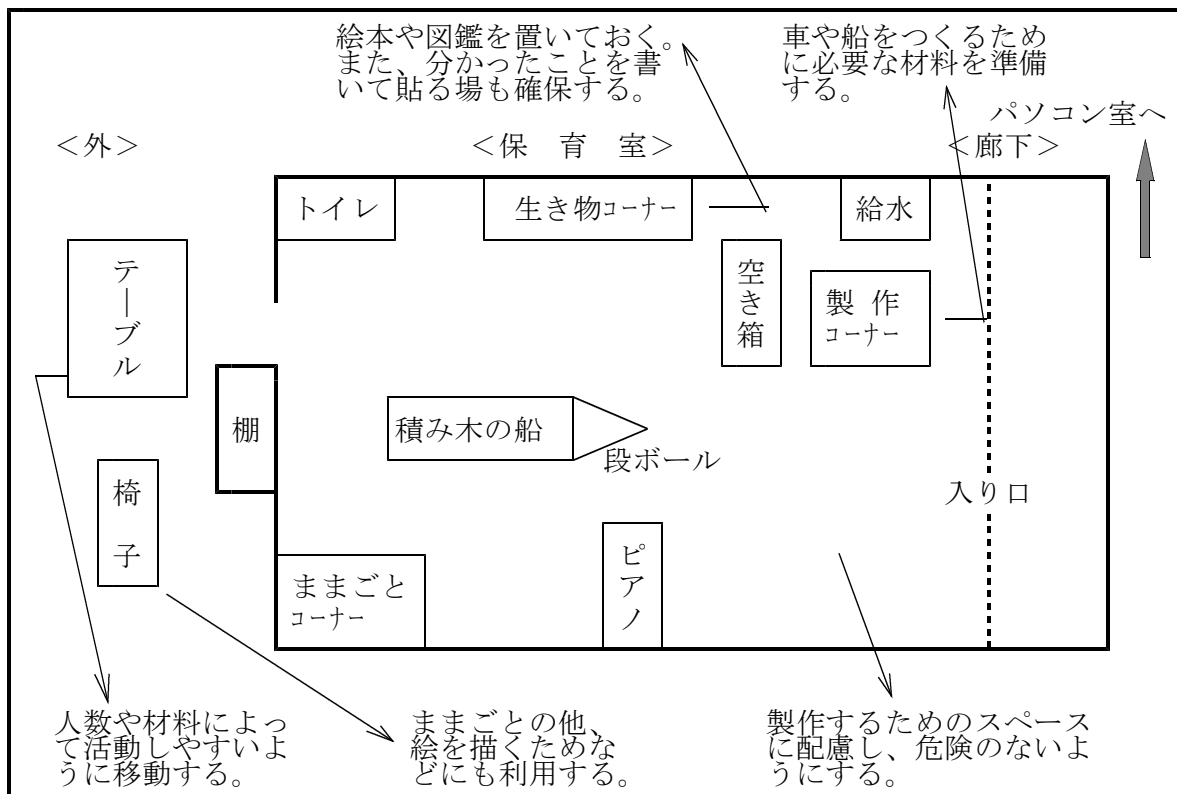 絵本や図鑑を置いておく。
また、分かったことを書
いて貼る場も確保する。
車や船をつくるため
に必要な材料を準備
する。
パソコン室へ
＜外＞
＜保　育　室＞
＜廊下＞
トイレ
生き物コーナー
給水
テーブル
空き箱
製 作
コーナー
棚
積み木の船
段ボール
椅 子
入り口
ピアノ
ままごと
コーナー
人数や材料によっ
て活動しやすいよ
うに移動する。
ままごとの他、
絵を描くためな
どにも利用する。
製作するためのスペース
に配慮し、危険のないよ
うにする。